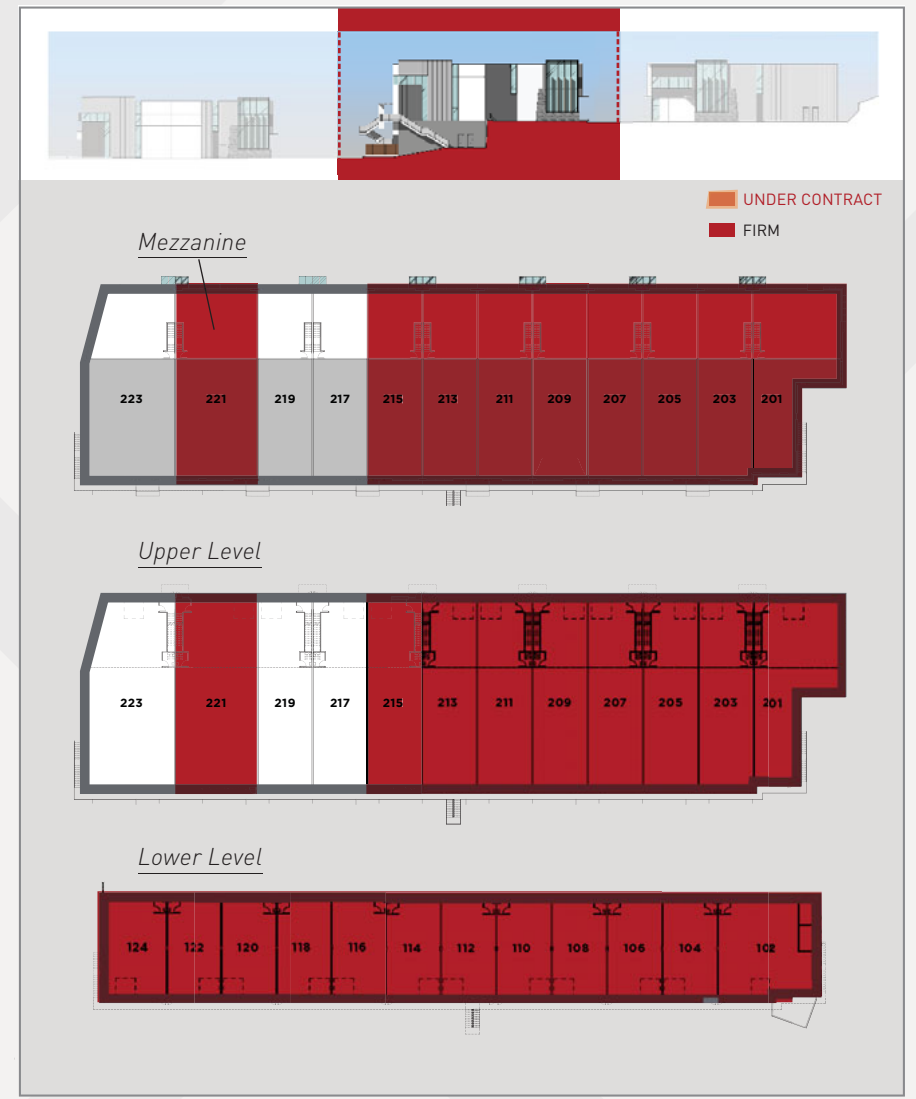 UNDER CONTRACT
FIRM
Mezzanine
223 221 219 217 215 213 211 209 207 205 203 201
Upper Level
223 221 219 217 215 213 211 209 207 205 203 201
Lower Level
124 122 120 118 116 114 112 110 108 106 104 102